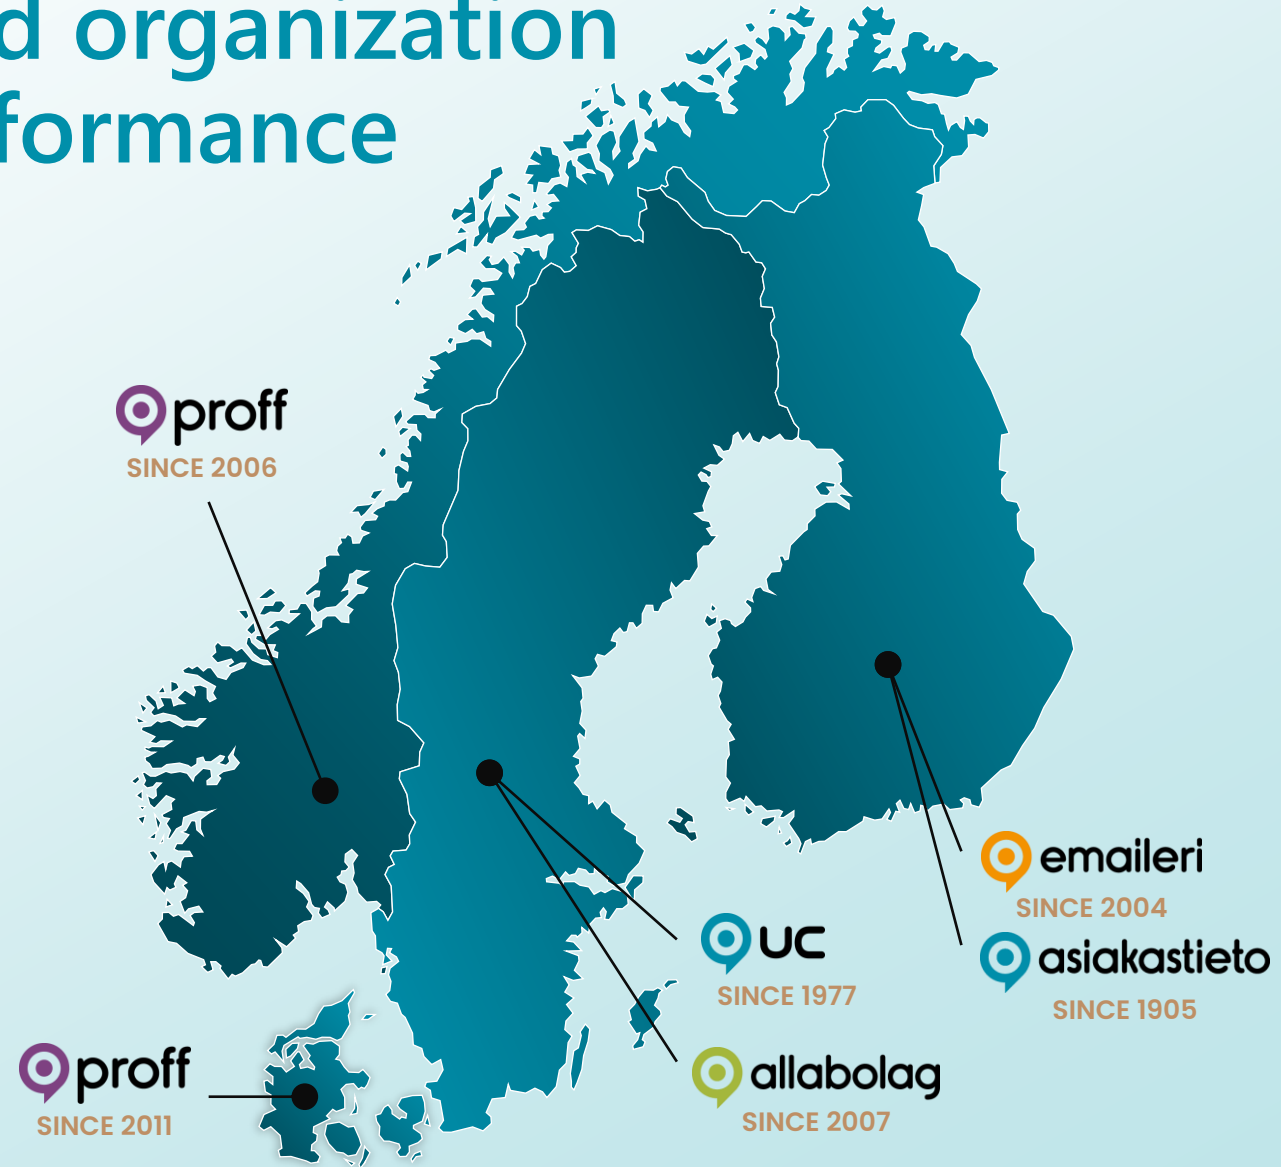 d organization
formance
proff
SINCE 2006
emaileri
SINCE 2004
uc
SINCE 1977
asiakastieto
SINCE 1905
proff
SINCE 2011
allabolag
SINCE 2007